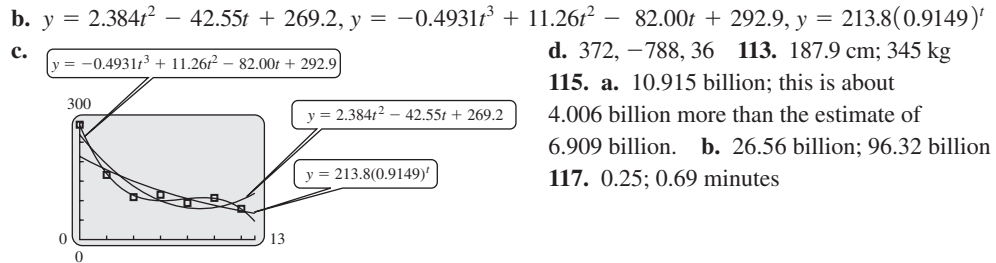 b. y = 2.384t² − 42.55t + 269.2, y = −0.4931t³ + 11.26t² − 82.00t + 292.9, y = 213.8(0.9149)ᵗ
c.
y = −0.4931t³ + 11.26t² − 82.00t + 292.9
300
y = 2.384t² − 42.55t + 269.2
y = 213.8(0.9149)ᵗ
0
13
0
d. 372, −788, 36 113. 187.9 cm; 345 kg
115. a. 10.915 billion; this is about
4.006 billion more than the estimate of
6.909 billion. b. 26.56 billion; 96.32 billion
117. 0.25; 0.69 minutes